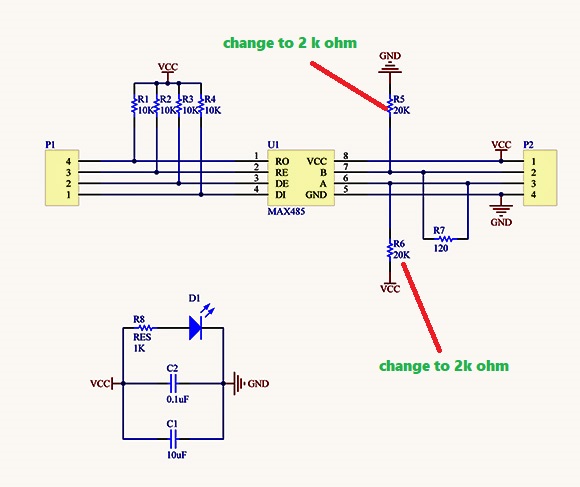 change to 2 k ohm
GND
VCC
R1 R2 R3 R4
10K 10K 10K 10K
R5
20K
P1
U1
VCC
P2
4 1 RO VCC 8 1
3 2 RE B 7 2
2 3 DE A 6 3
1 4 DI GND 5 4
MAX485
GND
R7
120
R6
20K
VCC
D1
R8
RES
1K
change to 2k ohm
C2
VCC GND
0.1uF
C1
10uF